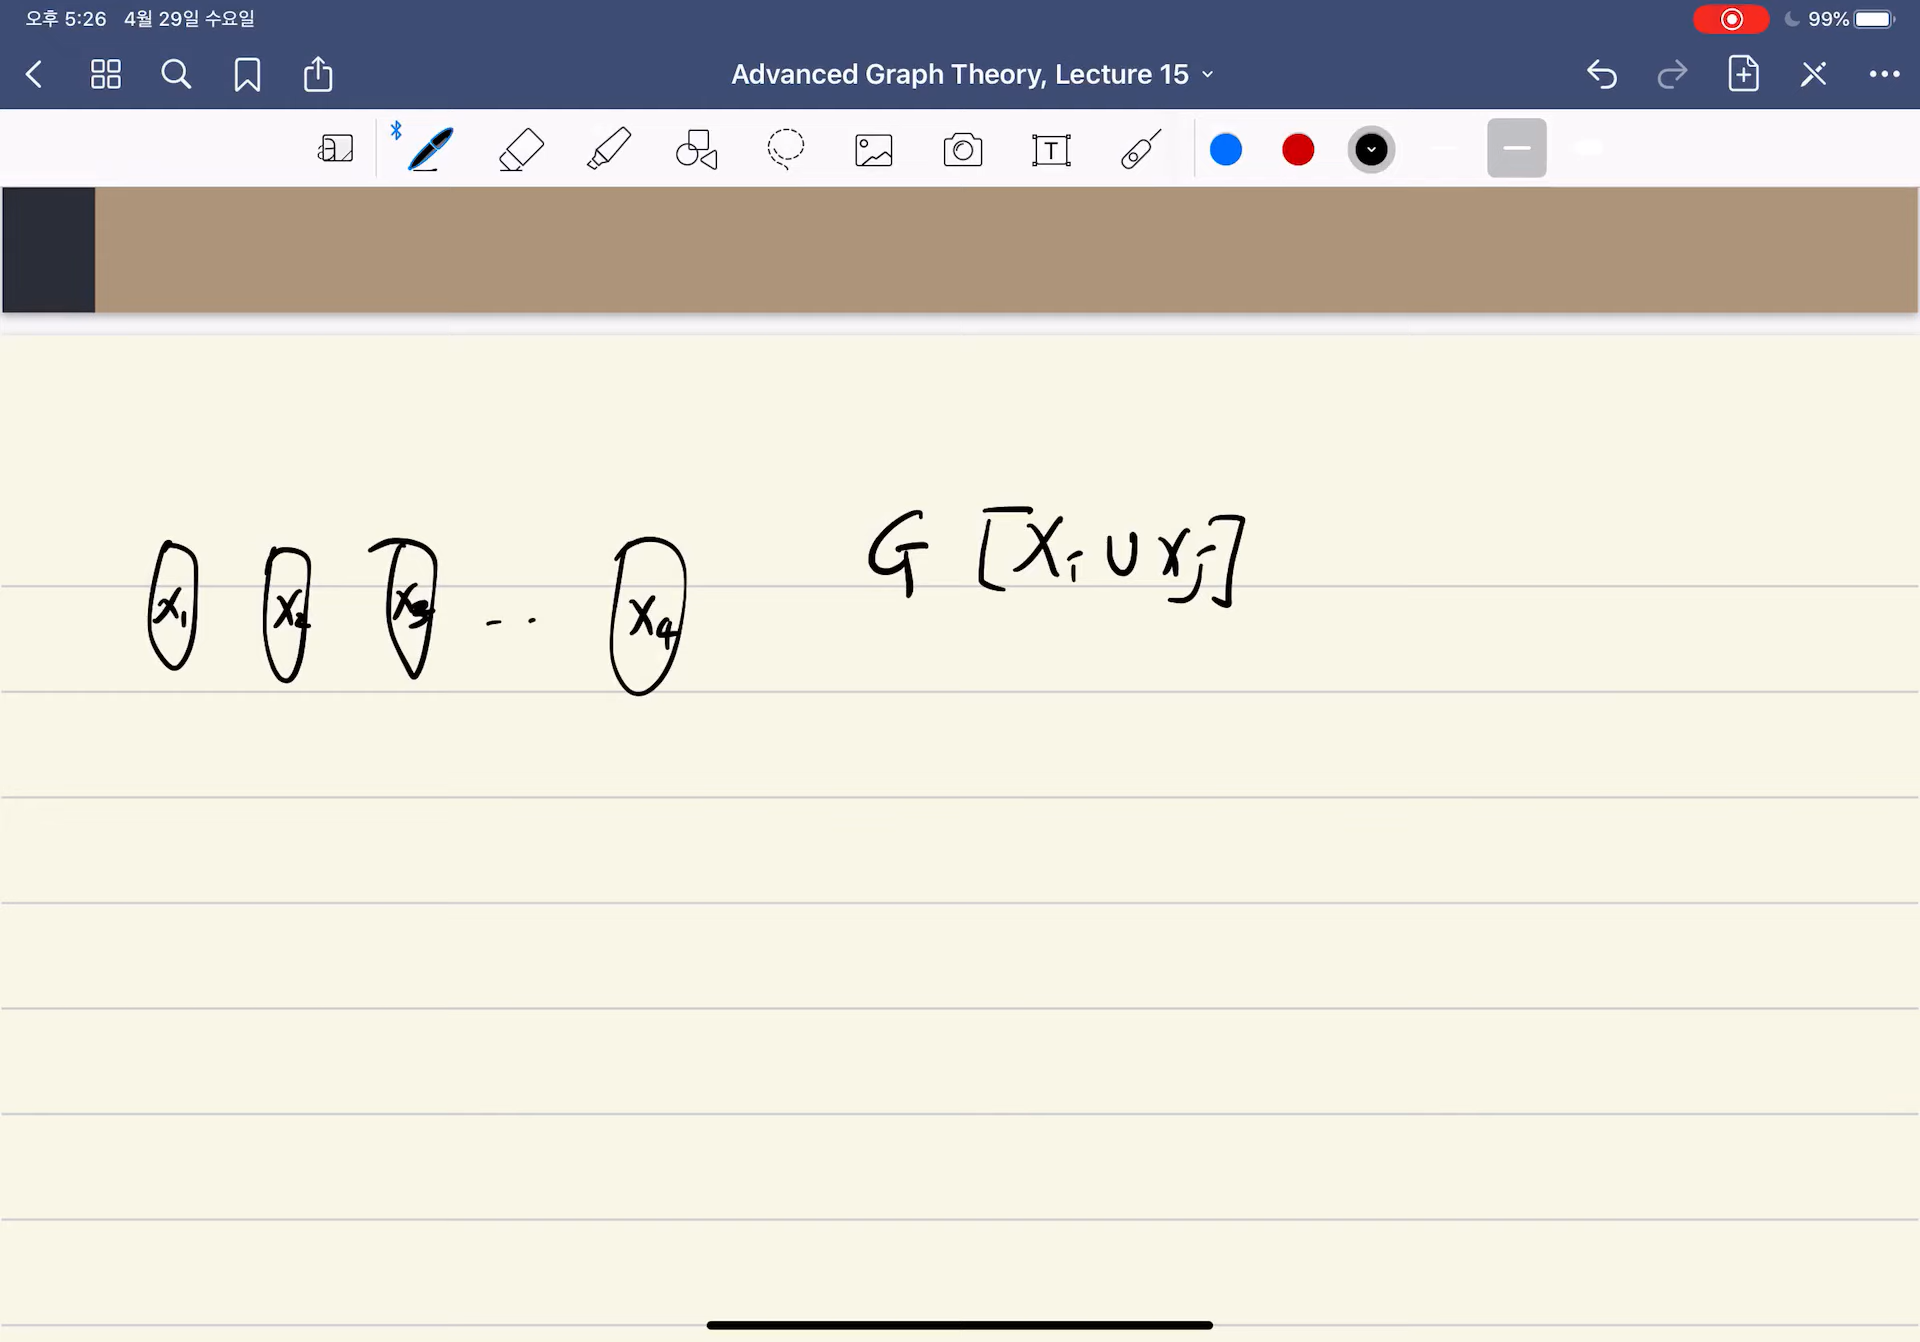 오후 5:26 4월 29일 수요일 99%
Advanced Graph Theory, Lecture 15
a T
G [Xi ∪ Xj]
X1 X2 X3 .. X9